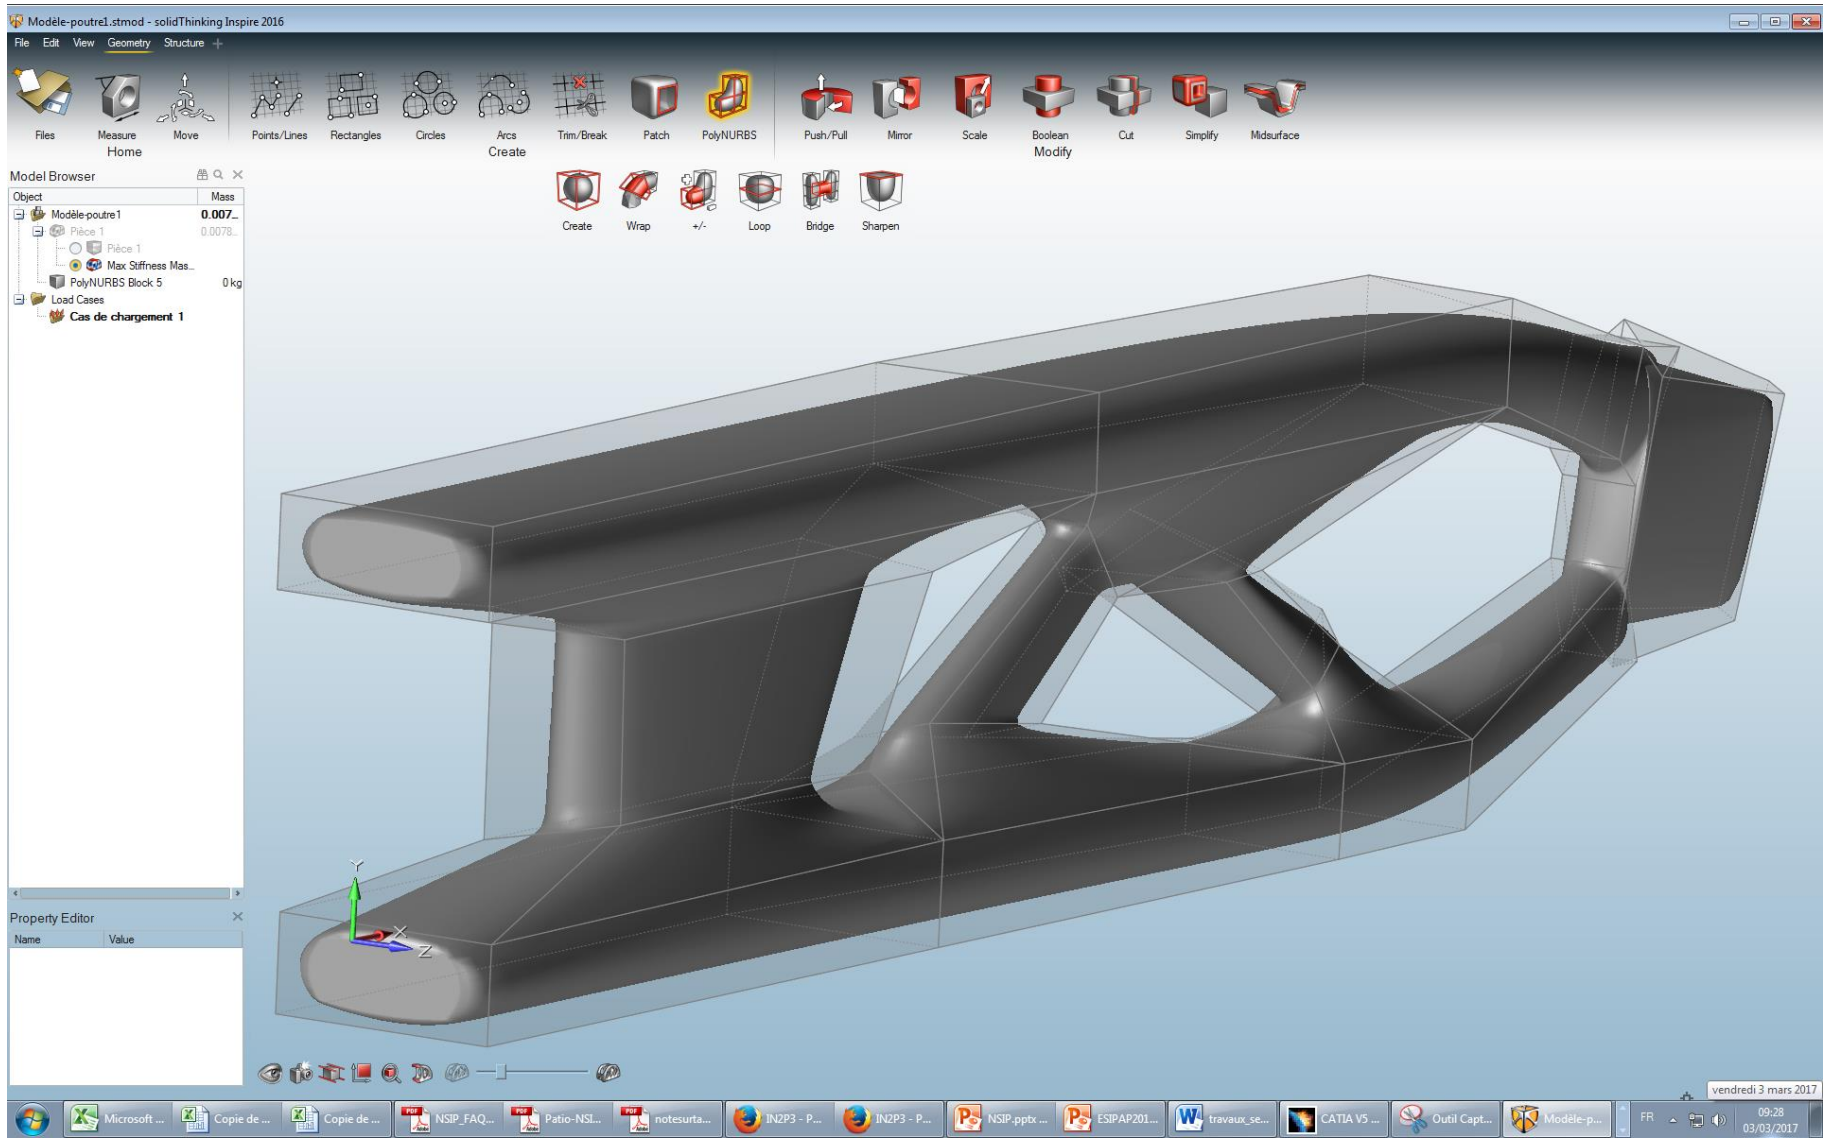 Modèle-poutre1.stmod - solidThinking Inspire 2016
File Edit View Geometry Structure +
Files Measure Move Points/Lines Rectangles Circles Arcs Trim/Break Patch PolyNURBS Push/Pull Mirror Scale Boolean Cut Simplify Midsurface
Home Create Modify
Model Browser
Object Mass
Modèle-poutre1 0.007...
Pièce 1 0.0078...
Pièce 1
Max Stiffness Mas...
PolyNURBS Block 5 0 kg
Load Cases
Cas de chargement 1
Create Wrap +/- Loop Bridge Sharpen
Y
X
Z
Property Editor
Name Value
vendredi 3 mars 2017
Microsoft ... Copie de ... Copie de ... NSIP_FAQ... Patio-NSI... notesurta... IN2P3 - P... IN2P3 - P... NSIP.pptx ... ESIPAP201... travaux_se... CATIA V5 ... Outil Capt... Modèle-p... FR 09:28
03/03/2017